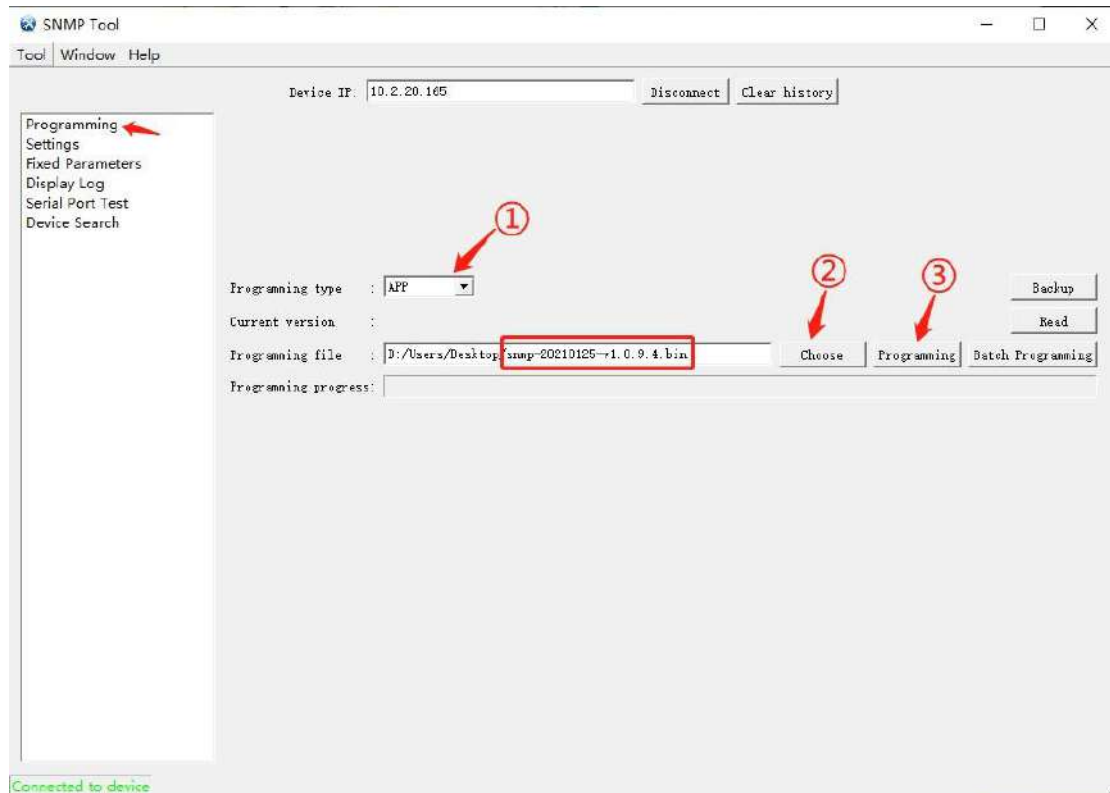 SNMP Tool
Tool Window Help
Device IP: 10.2.20.165 Disconnect Clear history
Programming
Settings
Fixed Parameters
Display Log
Serial Port Test
Device Search
①
②
③
Programming type : APP Backup
Current version : Read
Programming file : D:/Users/Desktop/snmp-20210125→1.0.9.4.bin Choose Programming Batch Programming
Programming progress:
Connected to device